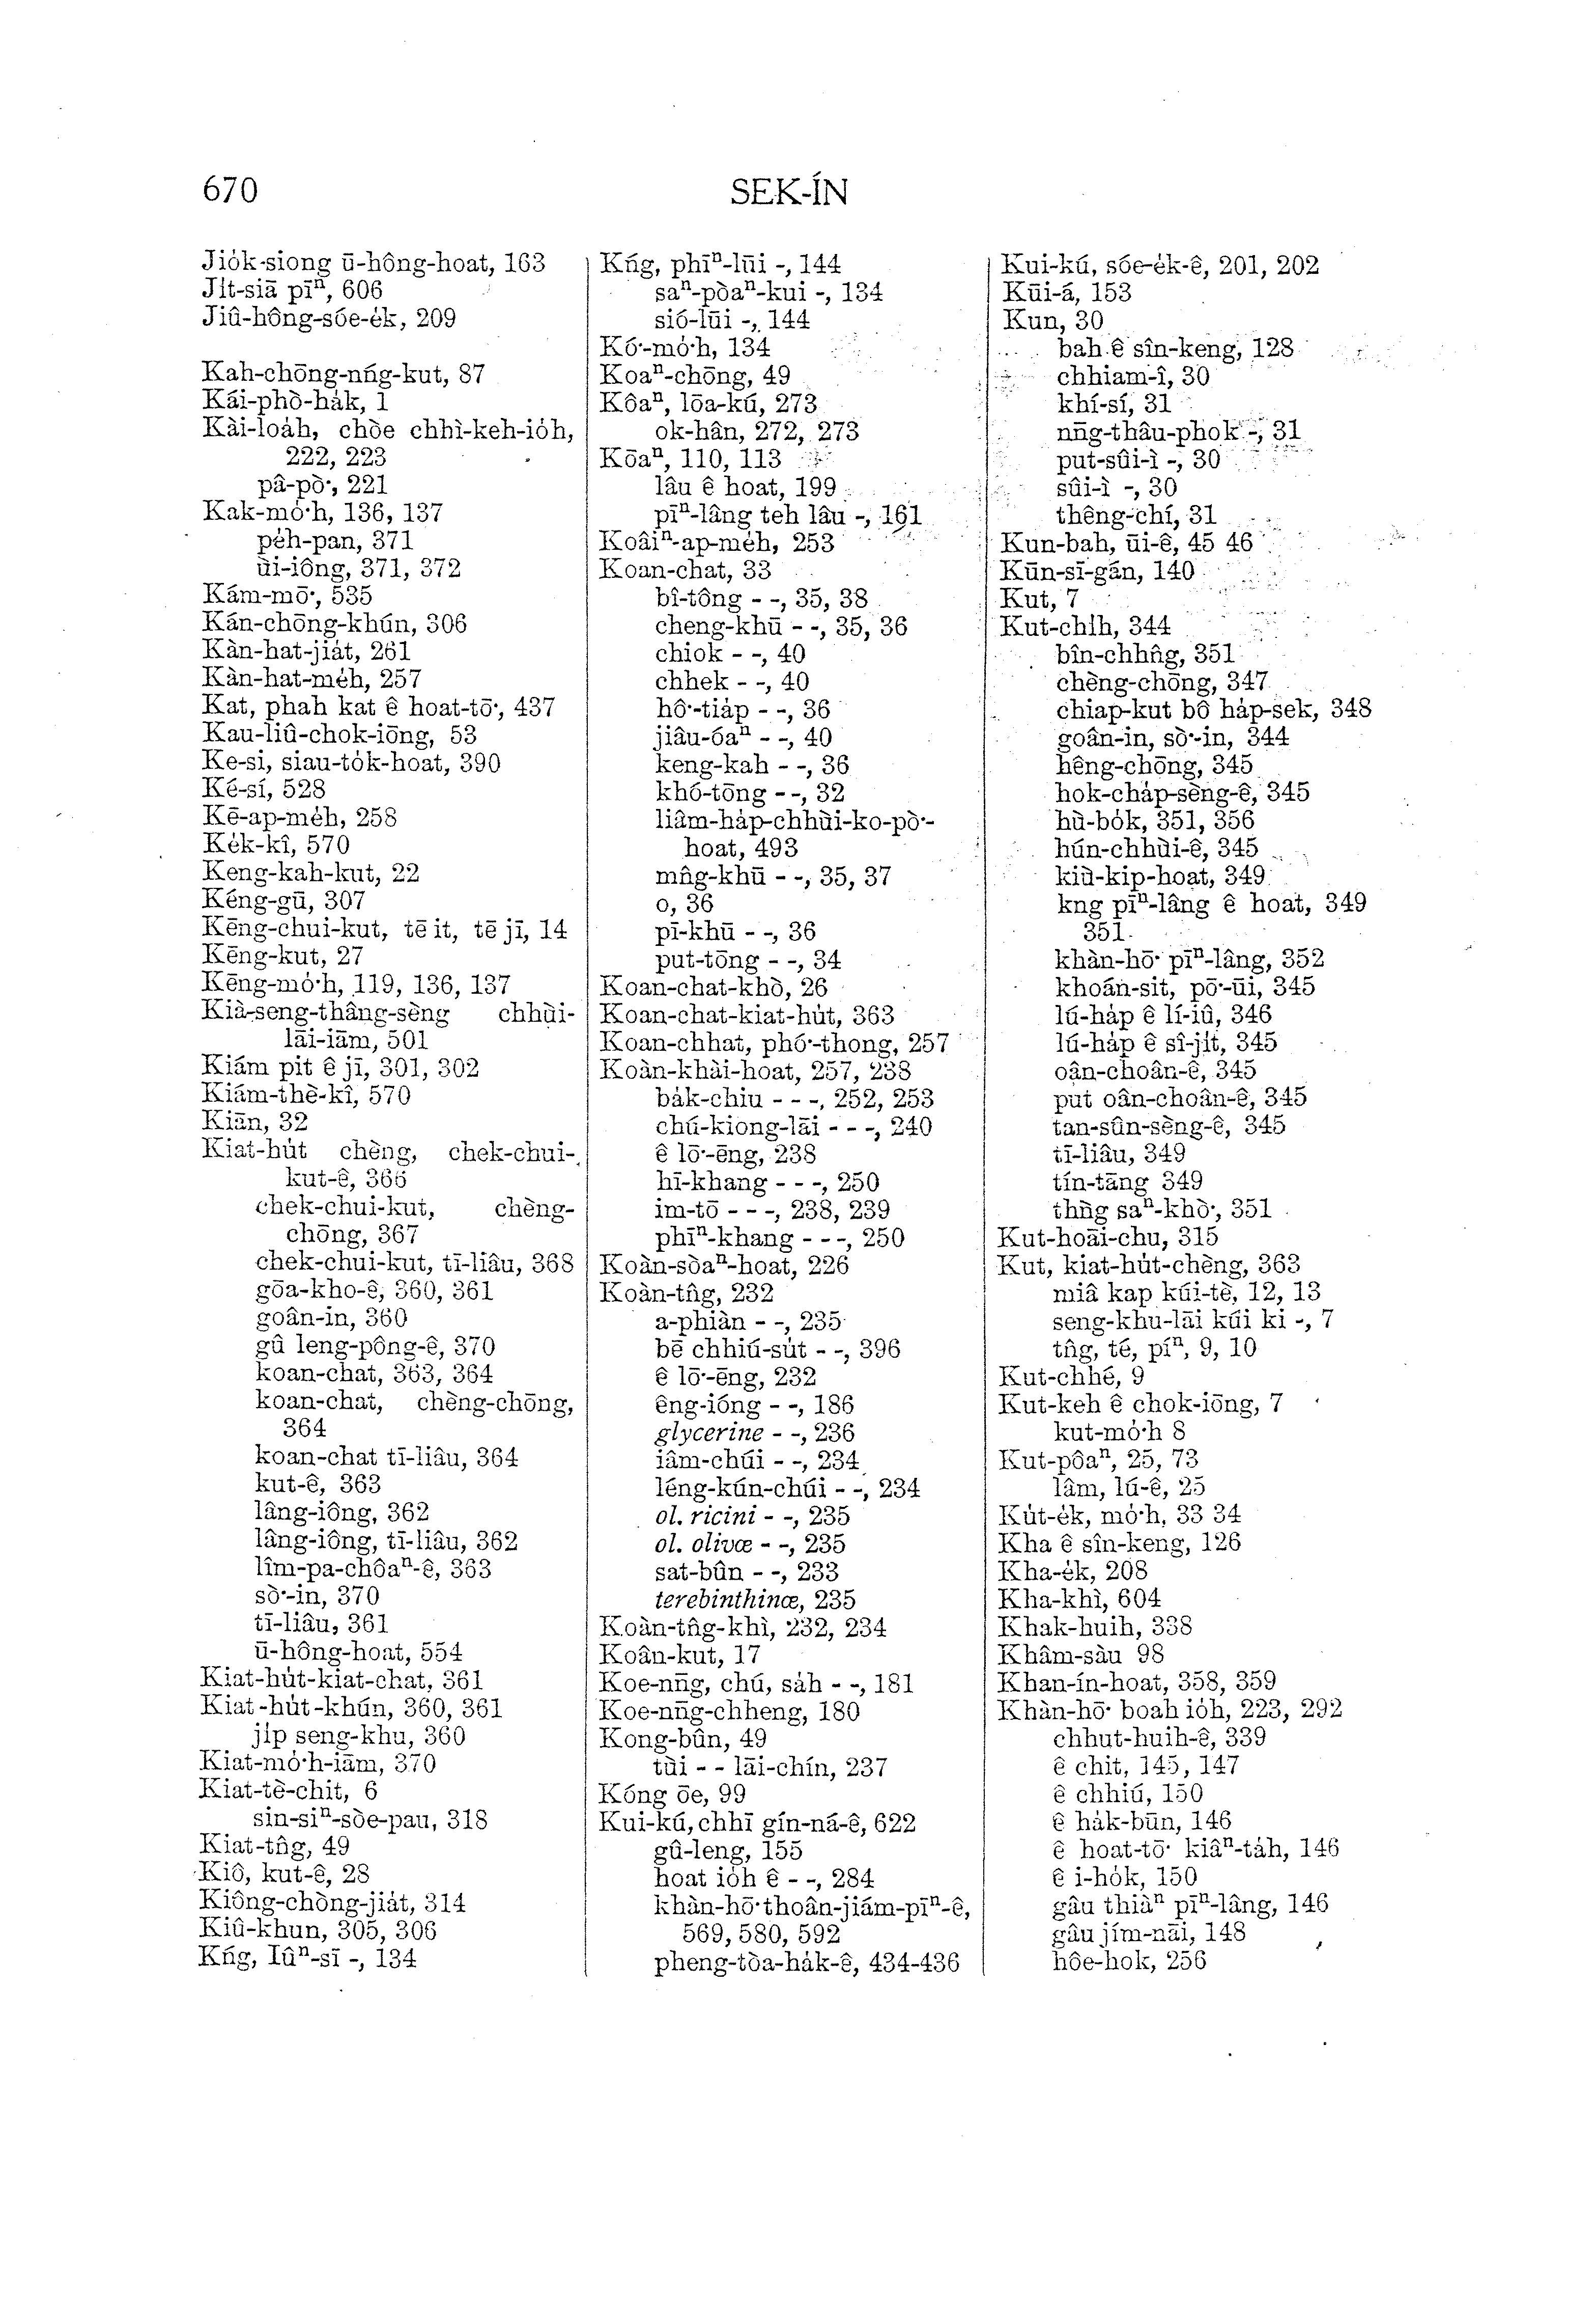 670
SEK-ÍN
Jio̍k-siong ū-hông-hoat, 163
Ji̍t-siā pīⁿ, 606
Jiû-hông-sóe-e̍k, 209
Kah-chōng-nńg-kut, 87
Kái-phò-ha̍k, 1
Kài-loa̍h, chòe chhì-keh-io̍h,
222, 223
pâ-pò͘, 221
Kak-mo̍͘h, 136, 137
pe̍h-pan, 371
ùi-iông, 371, 372
Kám-mō͘, 535
Kán-chōng-khún, 306
Kàn-hat-jia̍t, 261
Kàn-hat-me̍h, 257
Kat, phah kat ê hoat-tō͘, 437
Kau-liû-chok-iōng, 53
Ke-si, siau-to̍k-hoat, 390
Ké-sí, 528
Kē-ap-me̍h, 258
Ke̍k-kî, 570
Keng-kah-kut, 22
Kéng-gū, 307
Kēng-chui-kut, tē it, tē jī, 14
Kēng-kut, 27
Kēng-mo̍͘h, 119, 136, 137
Kià-seng-thâng-sèng chhùi-
lāi-iām, 501
Kiám pit ê jī, 301, 302
Kiám-thè-kî, 570
Kiān, 32
Kiat-hu̍t chèng, chek-chui-
kut-ê, 366
chek-chui-kut, chèng-
chōng, 367
chek-chui-kut, tī-liâu, 368
gōa-kho-ê, 360, 361
goân-in, 360
gû leng-pông-ê, 370
koan-chat, 363, 364
koan-chat, chèng-chōng,
364
koan-chat tī-liâu, 364
kut-ê, 363
lâng-iông, 362
lâng-iông, tī-liâu, 362
lîm-pa-chôaⁿ-ê, 363
sò͘-in, 370
tī-liâu, 361
ū-hông-hoat, 554
Kiat-hu̍t-kiat-chat, 361
Kiat-hu̍t-khún, 360, 361
ji̍p seng-khu, 360
Kiat-mo̍͘h-iām, 370
Kiat-tè-chit, 6
sin-siⁿ-sòe-pau, 318
Kiat-tn̂g, 49
Kiô, kut-ê, 28
Kiông-chòng-jia̍t, 314
Kiû-khun, 305, 306
Kńg, Iûⁿ-sī -, 134
Kńg, phīⁿ-lūi -, 144
saⁿ-pòaⁿ-kui -, 134
sió-lūi -, 144
Kó͘-mo̍͘h, 134
Koaⁿ-chōng, 49
Kôaⁿ, lōa-kú, 273
ok-hân, 272, 273
Kōaⁿ, 110, 113
lâu ê hoat, 199
pīⁿ-lâng teh lâu -, 161
Koâiⁿ-ap-me̍h, 253
Koan-chat, 33
bî-tông - -, 35, 38
cheng-khū - -, 35, 36
chiok - -, 40
chhek - -, 40
hô͘-tia̍p - -, 36
jiâu-óaⁿ - -, 40
keng-kah - -, 36
khó-tōng - -, 32
liâm-ha̍p-chhùi-ko-pò͘-
hoat, 493
mn̂g-khū - -, 35, 37
o, 36
pī-khū - -, 36
put-tōng - -, 34
Koan-chat-khò, 26
Koan-chat-kiat-hu̍t, 363
Koan-chhat, phó͘-thong, 257
Koàn-khài-hoat, 257, 238
ba̍k-chiu - - -, 252, 253
chú-kiong-lāi - - -, 240
ê lō͘-ēng, 238
hī-khang - - -, 250
im-tō - - -, 238, 239
phīⁿ-khang - - -, 250
Koàn-sòaⁿ-hoat, 226
Koàn-tn̂g, 232
a-phiàn - -, 235
bē chhiú-su̍t - -, 396
ê lō͘-ēng, 232
êng-ióng - -, 186
glycerine - -, 236
iâm-chúi - -, 234
léng-kún-chúi - -, 234
ol. ricini - -, 235
ol. olivœ - -, 235
sat-bûn - -, 233
terebinthinœ, 235
Koàn-tn̂g-khì, 232, 234
Koân-kut, 17
Koe-nn̄g, chú, sa̍h - -, 181
Koe-nn̄g-chheng, 180
Kong-bûn, 49
tùi - - lāi-chín, 237
Kóng ōe, 99
Kui-kú, chhī gín-ná-ê, 622
gû-leng, 155
hoat io̍h ê - -, 284
khàn-hō͘ thoân-jiám-pīⁿ-ê,
569, 580, 592
pheng-tòa-ha̍k-ê, 434-436
Kui-kú, sóe-e̍k-ê, 201, 202
Kūi-á, 153
Kun, 30
bah ê sîn-keng, 128
chhiam-î, 30
khí-sí, 31
nn̄g-thâu-phok -, 31
put-sûi-ì -, 30
sûi-ì -, 30
thêng-chí, 31
Kun-bah, ūi-ê, 45 46
Kūn-sī-gán, 140
Kut, 7
Kut-chi̍h, 344
bîn-chhn̂g, 351
chèng-chōng, 347
chiap-kut bô ha̍p-sek, 348
goân-in, sò͘-in, 344
hêng-chōng, 345
hok-cha̍p-sèng-ê, 345
hù-bo̍k, 351, 356
hún-chhùi-ê, 345
kiù-kip-hoat, 349
kng pīⁿ-lâng ê hoat, 349
351
khàn-hō͘ pīⁿ-lâng, 352
khoán-sit, pō͘-ūi, 345
lú-ha̍p ê lí-iû, 346
lú-ha̍p ê sî-ji̍t, 345
oân-choân-ê, 345
put oân-choân-ê, 345
tan-sûn-sèng-ê, 345
tī-liâu, 349
tín-tāng 349
thǹg saⁿ-khò͘, 351
Kut-hoāi-chu, 315
Kut, kiat-hu̍t-chèng, 363
miâ kap kúi-tè, 12, 13
seng-khu-lāi kúi ki -, 7
tn̂g, té, píⁿ, 9, 10
Kut-chhé, 9
Kut-keh ê chok-iōng, 7
kut-mo̍͘h 8
Kut-pôaⁿ, 25, 73
lâm, lú-ê, 25
Ku̍t-e̍k, mo̍͘h, 33 34
Kha ê sîn-keng, 126
Kha-e̍k, 208
Kha-khì, 604
Khak-huih, 338
Khâm-sàu 98
Khan-ín-hoat, 358, 359
Khàn-hō͘ boah io̍h, 223, 292
chhut-huih-ê, 339
ê chit, 145, 147
ê chhiú, 150
ê ha̍k-būn, 146
ê hoat-tō͘ kiâⁿ-ta̍h, 146
ê i-ho̍k, 150
gâu thiàⁿ pīⁿ-lâng, 146
gâu jím-nāi, 148
hôe-hok, 256